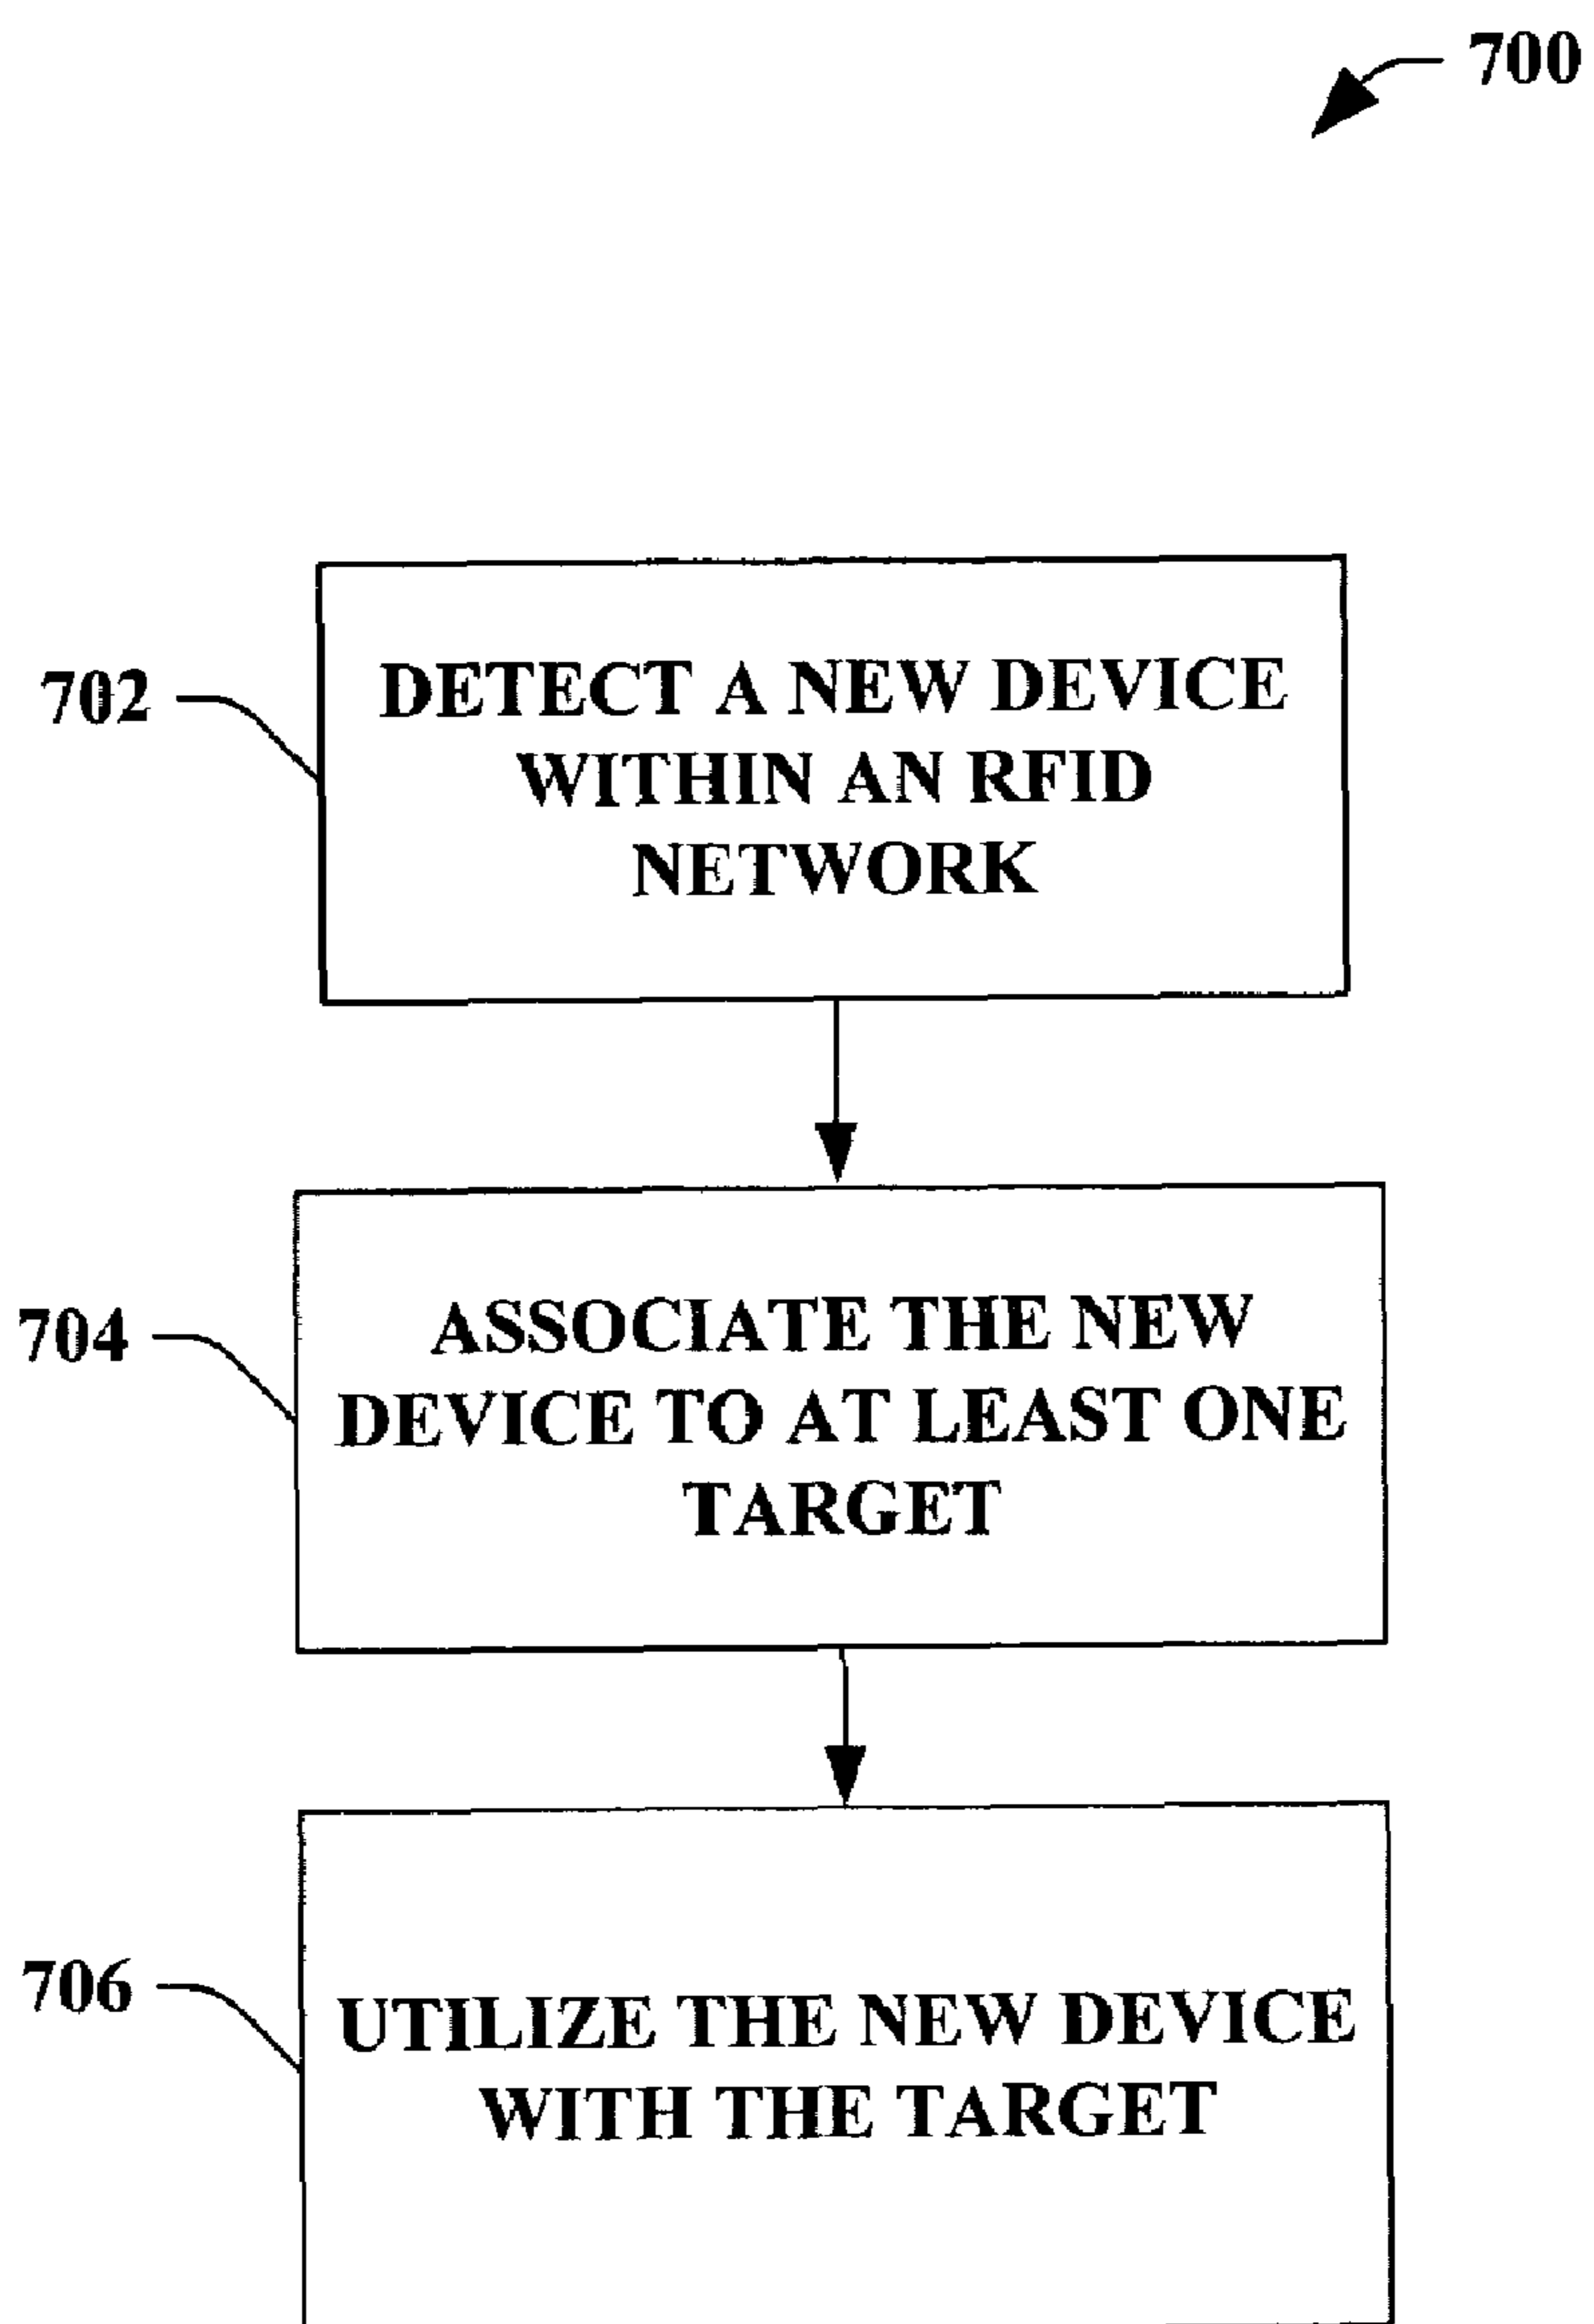 700
702
DETECT A NEW DEVICE
WITHIN AN RFID
NETWORK
704
ASSOCIATE THE NEW
DEVICE TO AT LEAST ONE
TARGET
706
UTILIZE THE NEW DEVICE
WITH THE TARGET